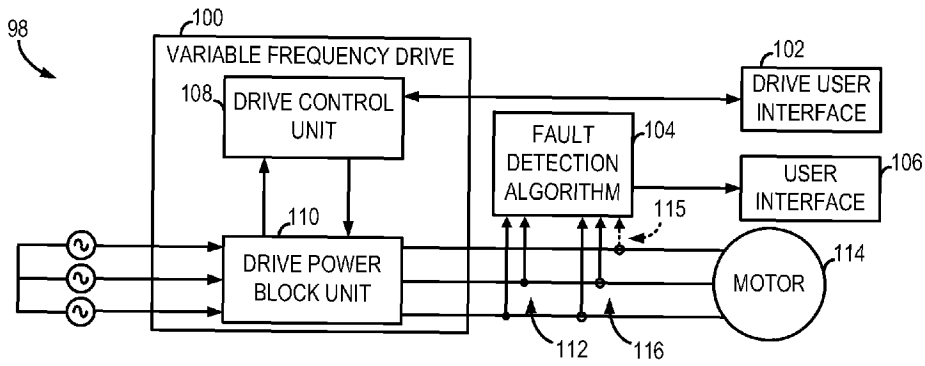 98
100
VARIABLE FREQUENCY DRIVE
108
DRIVE CONTROL
UNIT
102
DRIVE USER
INTERFACE
104
FAULT
DETECTION
ALGORITHM
106
USER
INTERFACE
115
110
DRIVE POWER
BLOCK UNIT
MOTOR
114
112
116